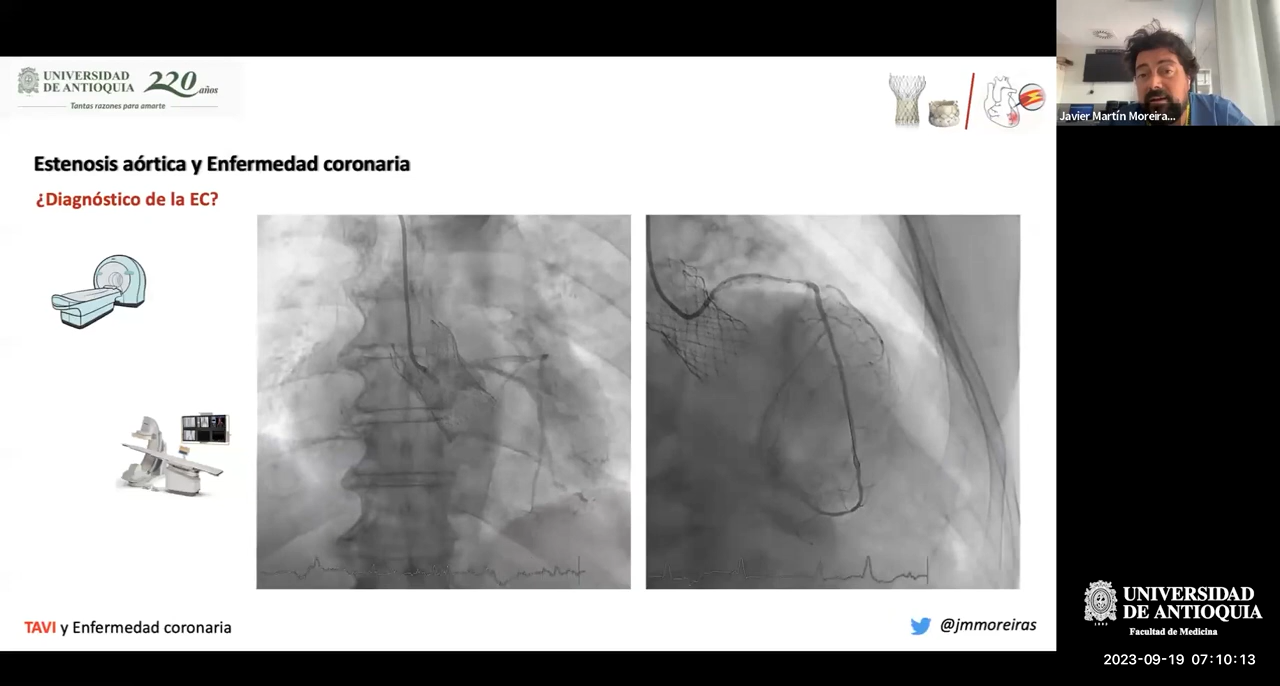 UNIVERSIDAD
DE ANTIOQUIA
220 años
Tantas razones para amarte
Javier Martín Moreira...
Estenosis aórtica y Enfermedad coronaria
¿Diagnóstico de la EC?
TAVI y Enfermedad coronaria
@jmmoreiras
UNIVERSIDAD
DE ANTIOQUIA
1803
Facultad de Medicina
2023-09-19 07:10:13